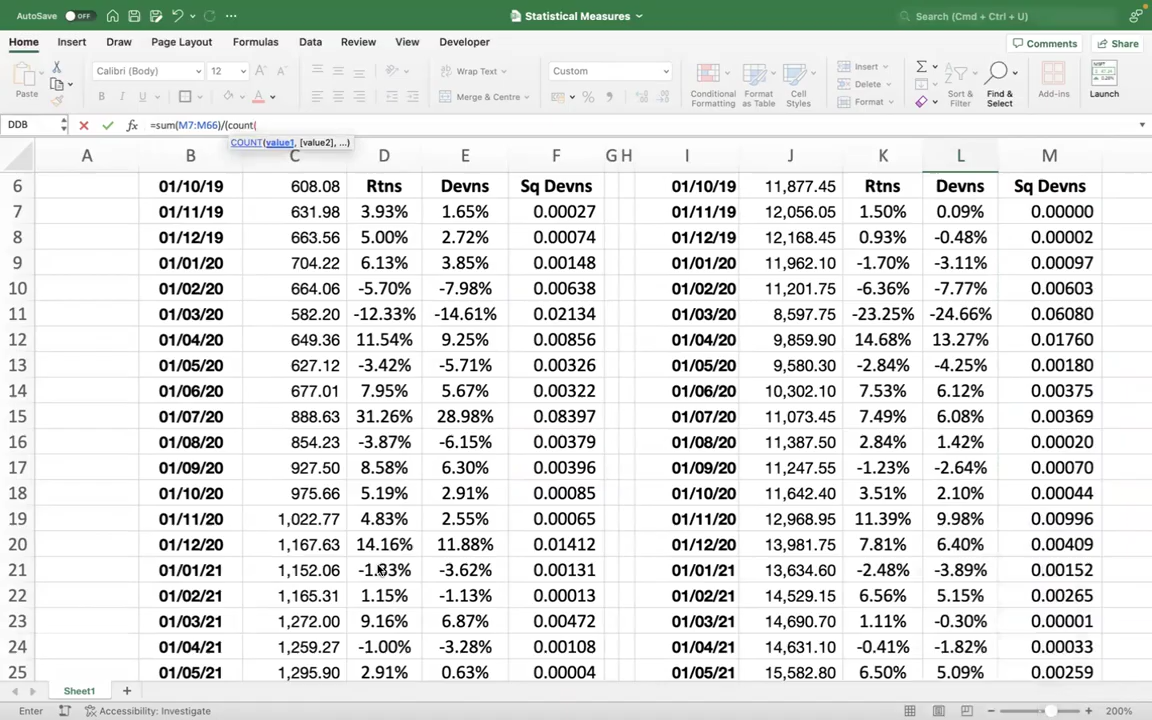 AutoSave OFF ... Statistical Measures Search (Cmd + Ctrl + U)
Home Insert Draw Page Layout Formulas Data Review View Developer Comments Share
Paste Calibri (Body) 12 A A Wrap Text Custom Conditional Formatting Format as Table Cell Styles Insert Sort & Filter Find & Select Add-ins Launch
B I U A Merge & Centre % Delete
Format
DDB fx =sum(M7:M66)/(count(
COUNT(value1, [value2], ...)
A B C D E F G H I J K L M
6 01/10/19 608.08 Rtns Devns Sq Devns 01/10/19 11,877.45 Rtns Devns Sq Devns
7 01/11/19 631.98 3.93% 1.65% 0.00027 01/11/19 12,056.05 1.50% 0.09% 0.00000
8 01/12/19 663.56 5.00% 2.72% 0.00074 01/12/19 12,168.45 0.93% -0.48% 0.00002
9 01/01/20 704.22 6.13% 3.85% 0.00148 01/01/20 11,962.10 -1.70% -3.11% 0.00097
10 01/02/20 664.06 -5.70% -7.98% 0.00638 01/02/20 11,201.75 -6.36% -7.77% 0.00603
11 01/03/20 582.20 -12.33% -14.61% 0.02134 01/03/20 8,597.75 -23.25% -24.66% 0.06080
12 01/04/20 649.36 11.54% 9.25% 0.00856 01/04/20 9,859.90 14.68% 13.27% 0.01760
13 01/05/20 627.12 -3.42% -5.71% 0.00326 01/05/20 9,580.30 -2.84% -4.25% 0.00180
14 01/06/20 677.01 7.95% 5.67% 0.00322 01/06/20 10,302.10 7.53% 6.12% 0.00375
15 01/07/20 888.63 31.26% 28.98% 0.08397 01/07/20 11,073.45 7.49% 6.08% 0.00369
16 01/08/20 854.23 -3.87% -6.15% 0.00379 01/08/20 11,387.50 2.84% 1.42% 0.00020
17 01/09/20 927.50 8.58% 6.30% 0.00396 01/09/20 11,247.55 -1.23% -2.64% 0.00070
18 01/10/20 975.66 5.19% 2.91% 0.00085 01/10/20 11,642.40 3.51% 2.10% 0.00044
19 01/11/20 1,022.77 4.83% 2.55% 0.00065 01/11/20 12,968.95 11.39% 9.98% 0.00996
20 01/12/20 1,167.63 14.16% 11.88% 0.01412 01/12/20 13,981.75 7.81% 6.40% 0.00409
21 01/01/21 1,152.06 -3.62% 0.00131 01/01/21 13,634.60 -2.48% -3.89% 0.00152
22 01/02/21 1,165.31 1.15% -1.13% 0.00013 01/02/21 14,529.15 6.56% 5.15% 0.00265
23 01/03/21 1,272.00 9.16% 6.87% 0.00472 01/03/21 14,690.70 1.11% -0.30% 0.00001
24 01/04/21 1,259.27 -1.00% -3.28% 0.00108 01/04/21 14,631.10 -0.41% -1.82% 0.00033
25 01/05/21 1,295.90 2.91% 0.63% 0.00004 01/05/21 15,582.80 6.50% 5.09% 0.00259
Sheet1 +
Enter Accessibility: Investigate 200%